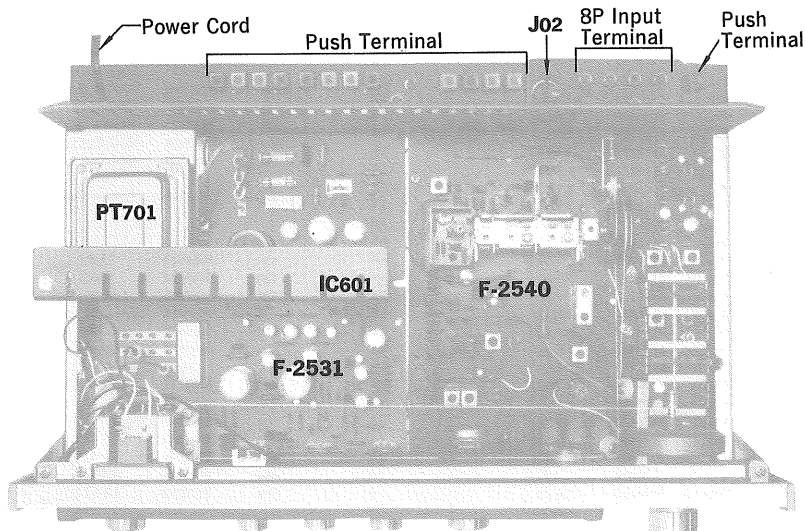 Power Cord
Push Terminal
J02
8P Input
Terminal
Push
Terminal
PT701
IC601
F-2540
F-2531